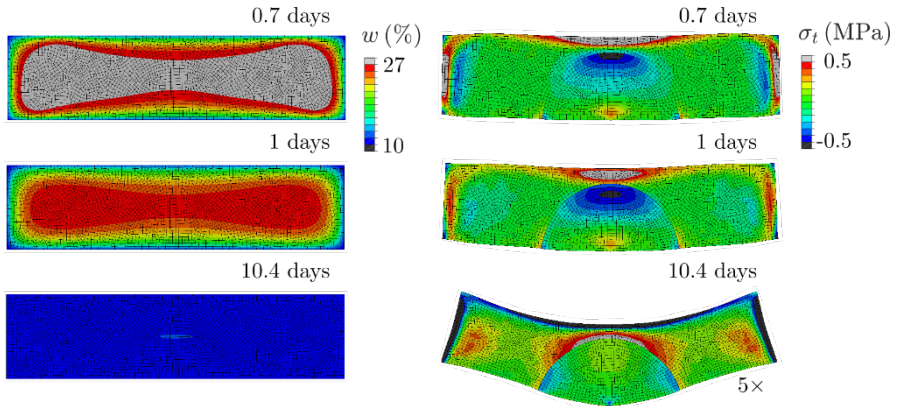 0.7 days
w (%)
27
10
1 days
10.4 days
0.7 days
σt (MPa)
0.5
-0.5
1 days
10.4 days
5×